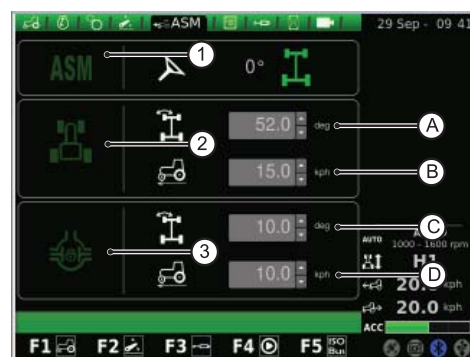 ASM 29 Sep - 09 41
1
ASM 0°
A
52.0 deg
2
15.0 kph
B
C
10.0 deg
3
10.0 kph
D
AUTO
1000 - 1600 rpm
H1
20.0 kph
20.0 kph
ACC
F1 F2 F3 F4 F5 ISO Bus